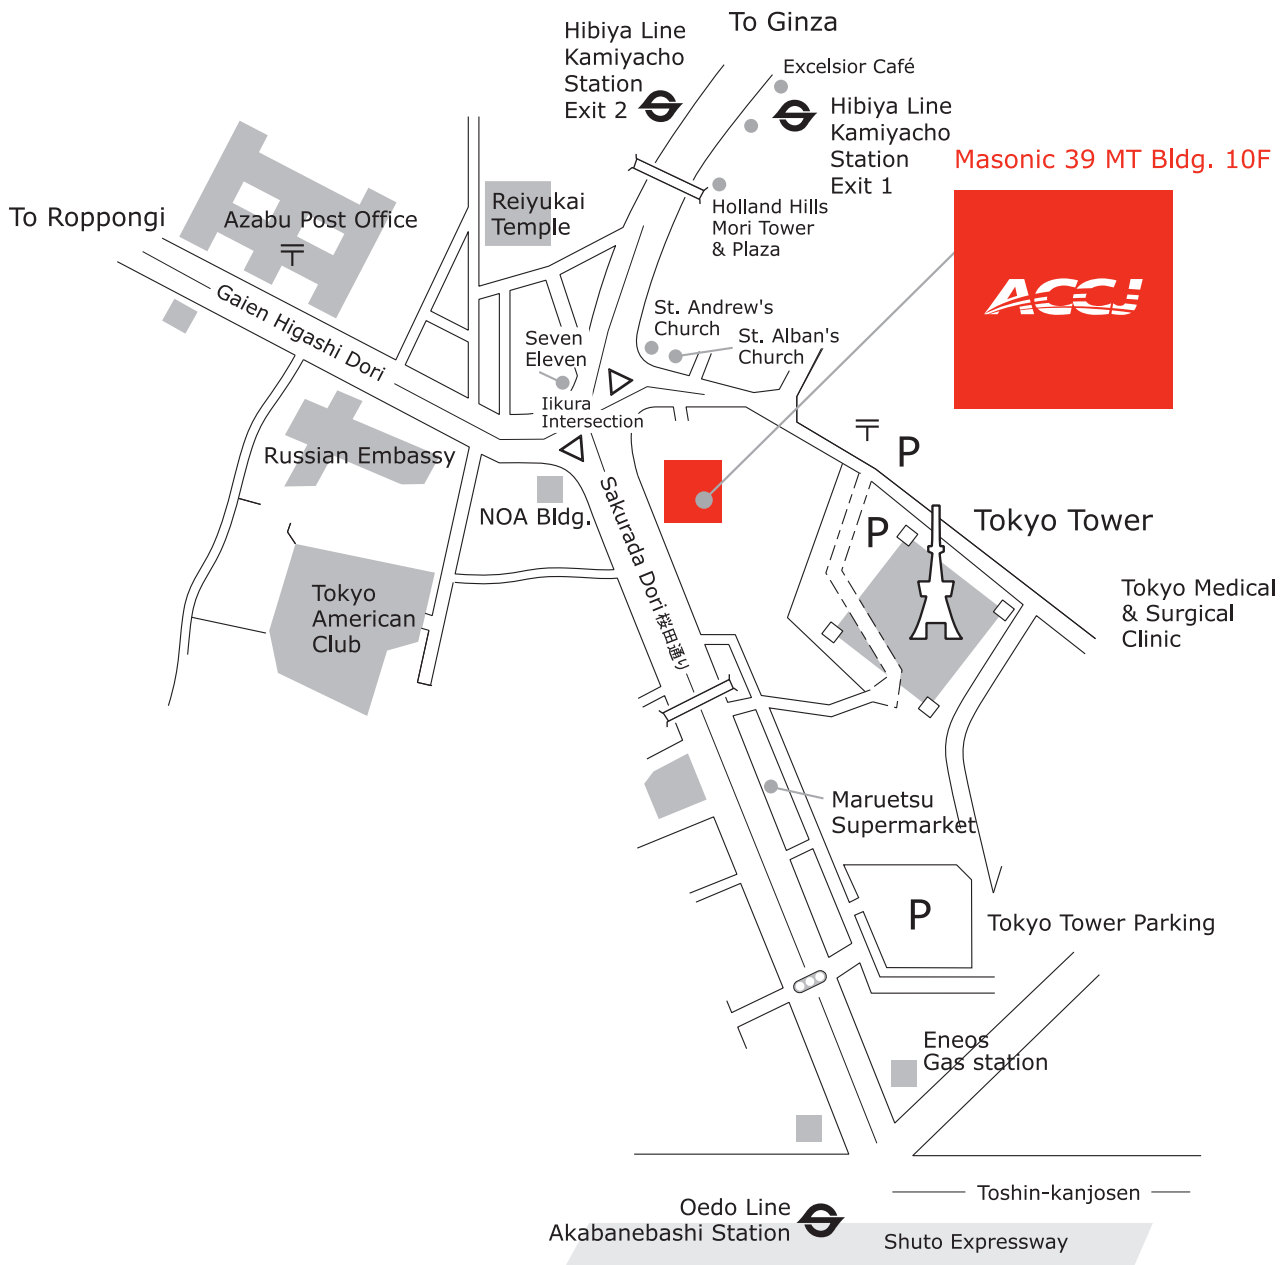 To Ginza
Hibiya Line
Kamiyacho
Station
Exit 2
Excelsior Café
Hibiya Line
Kamiyacho
Station
Exit 1
Masonic 39 MT Bldg. 10F
ACCJ
To Roppongi
Azabu Post Office
Reiyukai
Temple
Holland Hills
Mori Tower
& Plaza
Gaien Higashi Dori
St. Andrew's
Church
St. Alban's
Church
Seven
Eleven
Iikura
Intersection
Russian Embassy
NOA Bldg.
Sakurada Dori 桜田通り
〒
〒
P
P
Tokyo Tower
Tokyo
American
Club
Tokyo Medical
& Surgical
Clinic
Maruetsu
Supermarket
P
Tokyo Tower Parking
Eneos
Gas station
Toshin-kanjosen
Oedo Line
Akabanebashi Station
Shuto Expressway